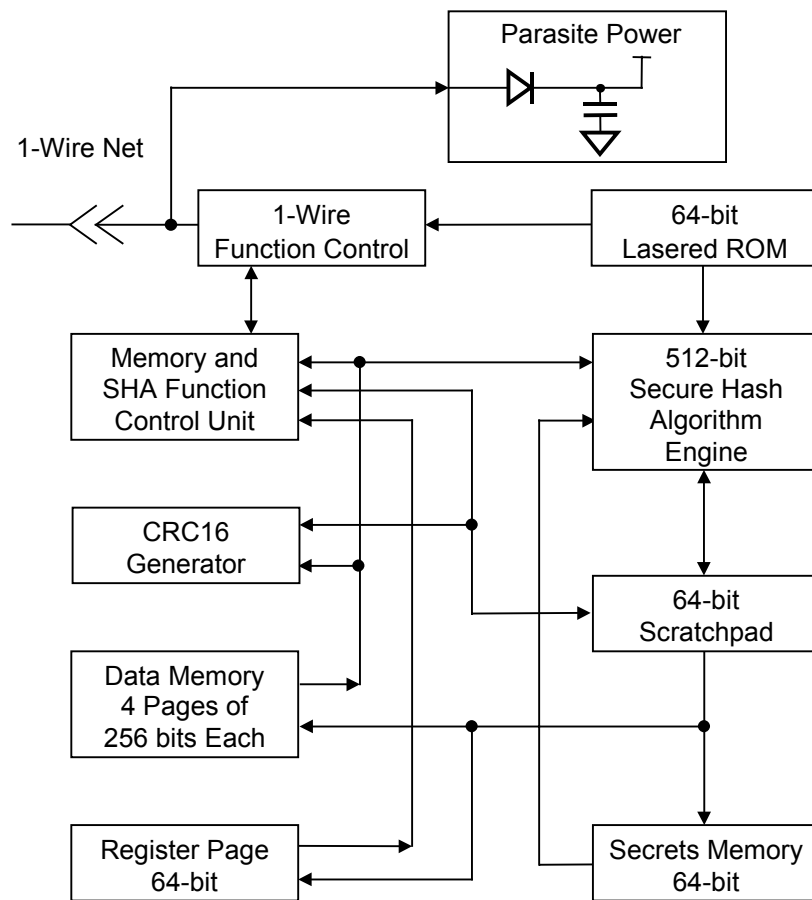 Parasite Power
1-Wire Net
1-Wire
Function Control
64-bit
Lasered ROM
Memory and
SHA Function
Control Unit
512-bit
Secure Hash
Algorithm
Engine
CRC16
Generator
64-bit
Scratchpad
Data Memory
4 Pages of
256 bits Each
Register Page
64-bit
Secrets Memory
64-bit